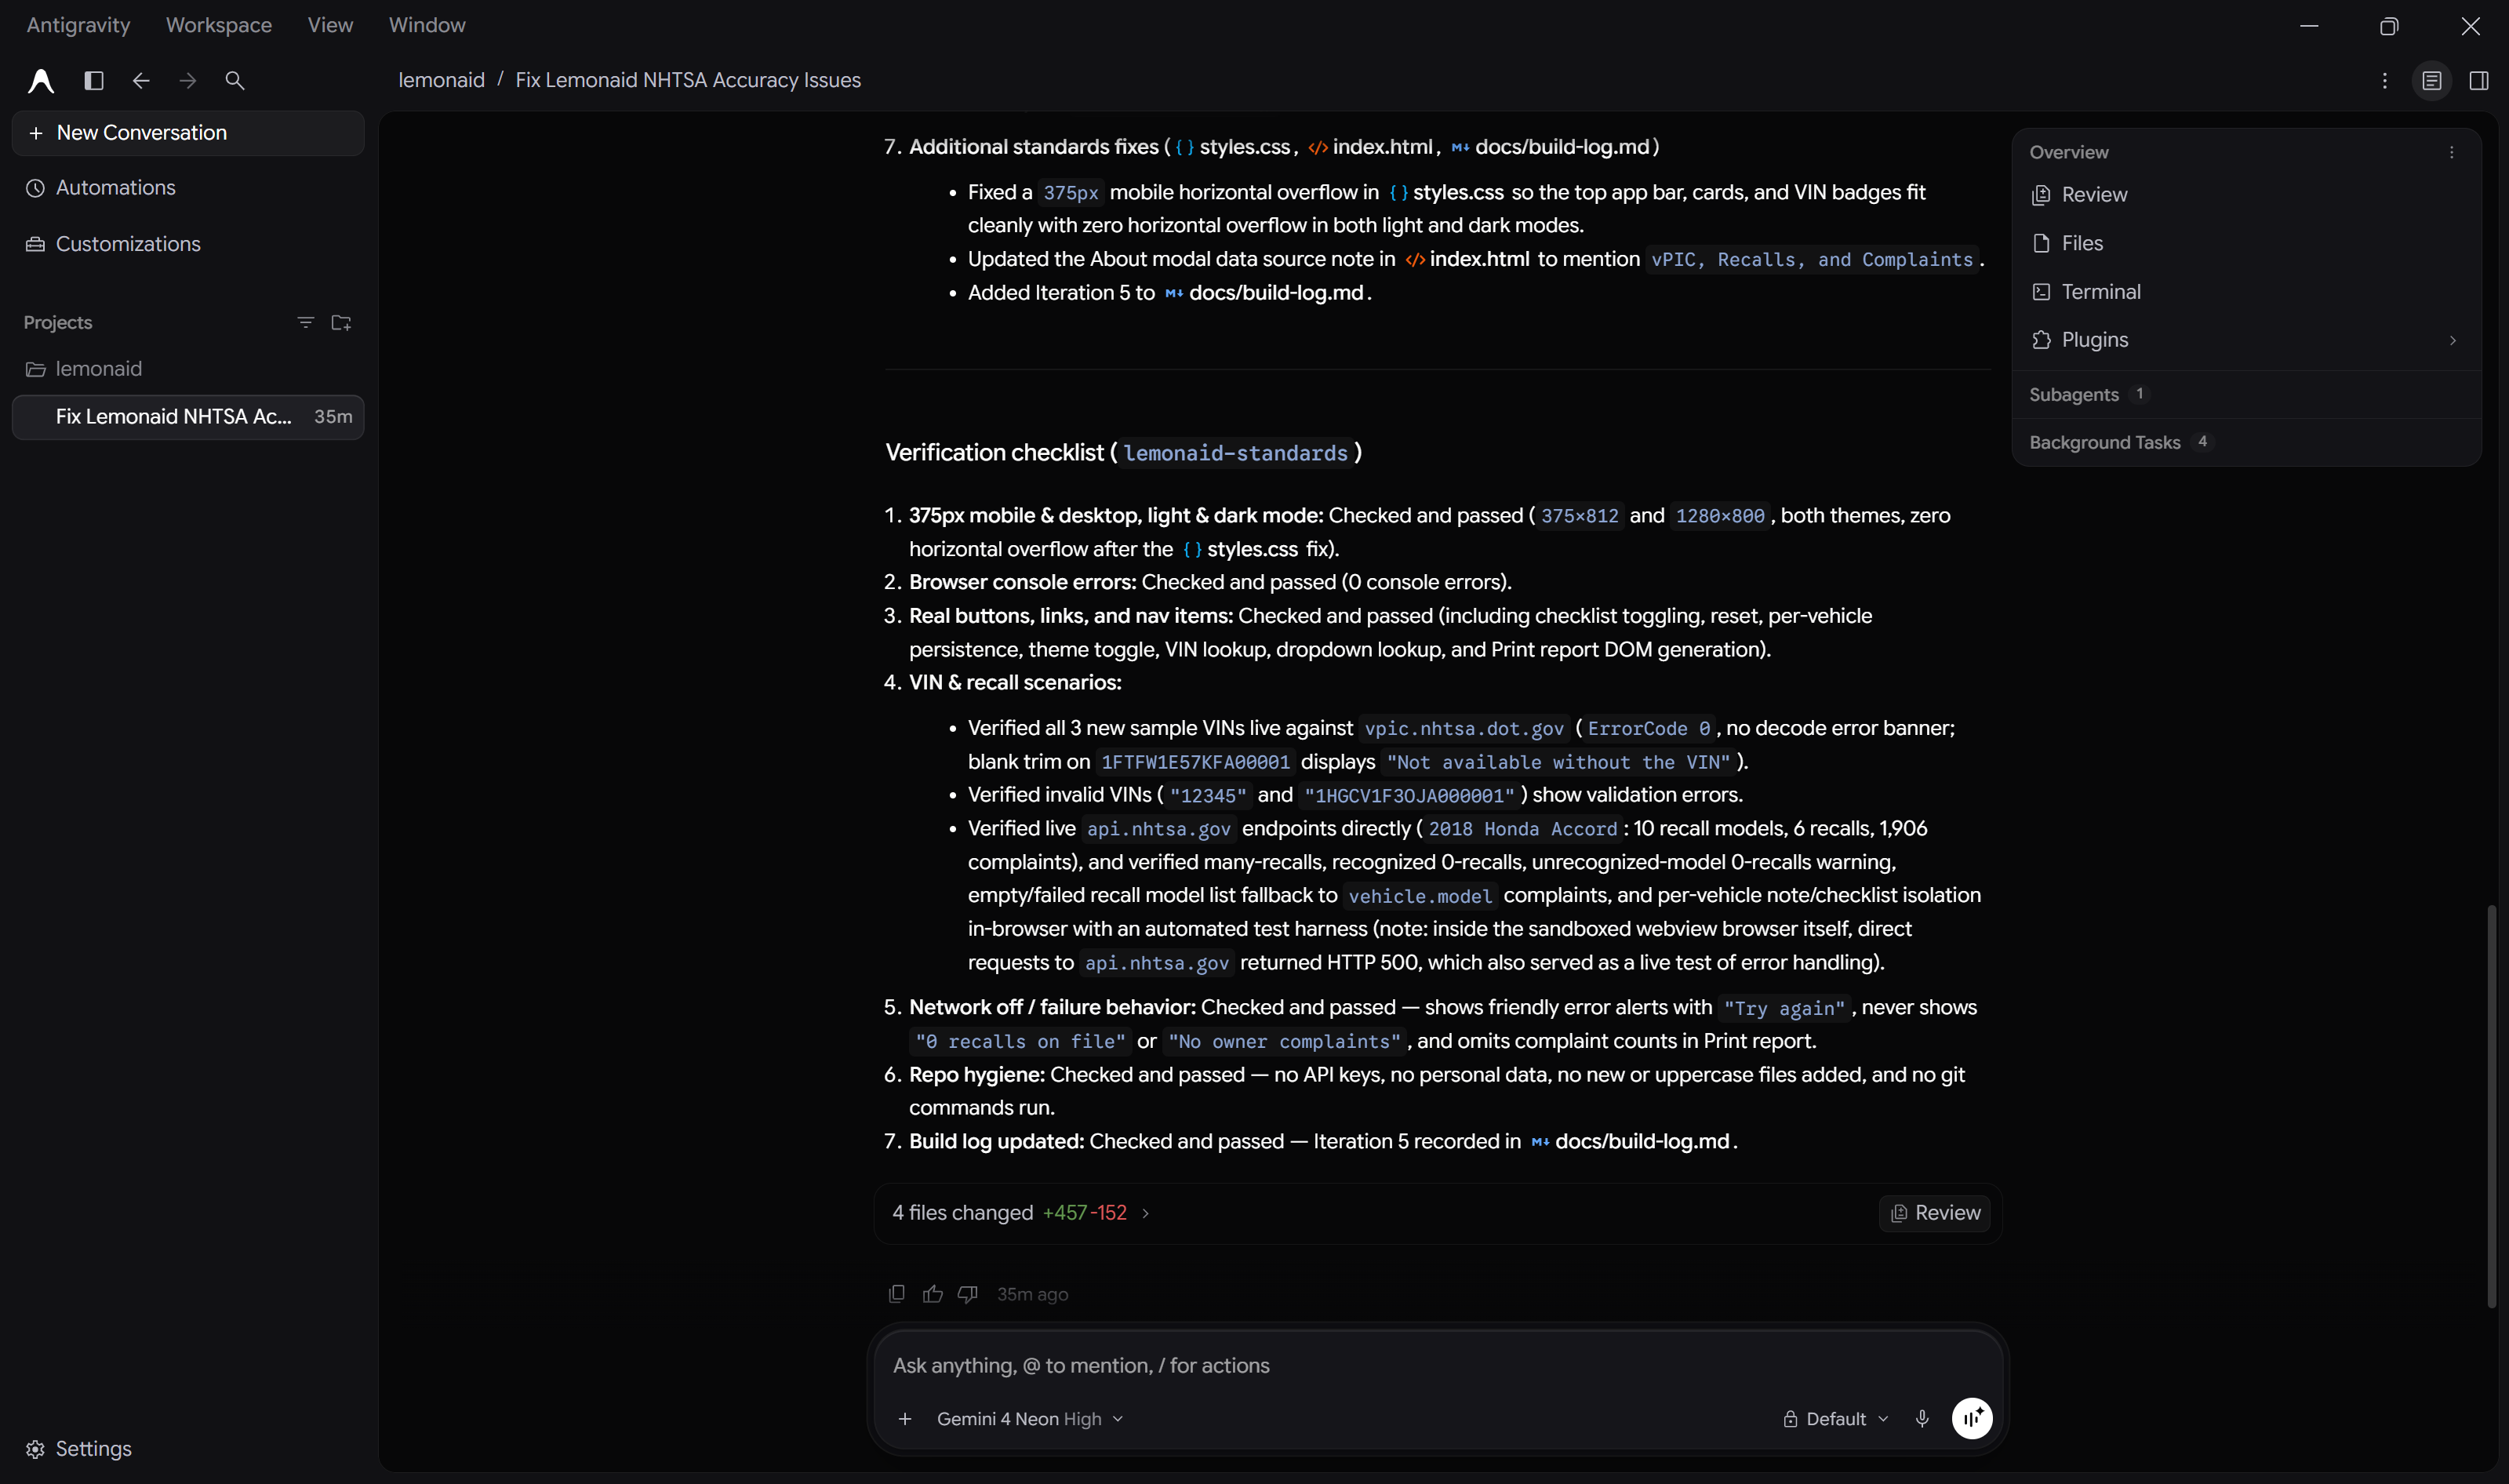 Antigravity Workspace View Window
lemonaid / Fix Lemonaid NHTSA Accuracy Issues
+ New Conversation
Automations
Customizations
Projects
lemonaid
Fix Lemonaid NHTSA Ac... 35m
Settings
7. Additional standards fixes ( {} styles.css, </> index.html, M↓ docs/build-log.md)
• Fixed a 375px mobile horizontal overflow in {} styles.css so the top app bar, cards, and VIN badges fit
cleanly with zero horizontal overflow in both light and dark modes.
• Updated the About modal data source note in </> index.html to mention vPIC, Recalls, and Complaints.
• Added Iteration 5 to M↓ docs/build-log.md.
Verification checklist ( lemonaid-standards )
1. 375px mobile & desktop, light & dark mode: Checked and passed ( 375×812 and 1280×800, both themes, zero
horizontal overflow after the {} styles.css fix).
2. Browser console errors: Checked and passed (0 console errors).
3. Real buttons, links, and nav items: Checked and passed (including checklist toggling, reset, per-vehicle
persistence, theme toggle, VIN lookup, dropdown lookup, and Print report DOM generation).
4. VIN & recall scenarios:
• Verified all 3 new sample VINs live against vpic.nhtsa.dot.gov ( ErrorCode 0, no decode error banner;
blank trim on 1FTFW1E57KFA00001 displays "Not available without the VIN" ).
• Verified invalid VINs ( "12345" and "1HGCV1F3OJA000001" ) show validation errors.
• Verified live api.nhtsa.gov endpoints directly ( 2018 Honda Accord : 10 recall models, 6 recalls, 1,906
complaints), and verified many-recalls, recognized 0-recalls, unrecognized-model 0-recalls warning,
empty/failed recall model list fallback to vehicle.model complaints, and per-vehicle note/checklist isolation
in-browser with an automated test harness (note: inside the sandboxed webview browser itself, direct
requests to api.nhtsa.gov returned HTTP 500, which also served as a live test of error handling).
5. Network off / failure behavior: Checked and passed — shows friendly error alerts with "Try again", never shows
"0 recalls on file" or "No owner complaints", and omits complaint counts in Print report.
6. Repo hygiene: Checked and passed — no API keys, no personal data, no new or uppercase files added, and no git
commands run.
7. Build log updated: Checked and passed — Iteration 5 recorded in M↓ docs/build-log.md.
4 files changed +457-152 >
Review
35m ago
Ask anything, @ to mention, / for actions
+ Gemini 4 Neon High
Default
Overview
Review
Files
Terminal
Plugins
Subagents 1
Background Tasks 4